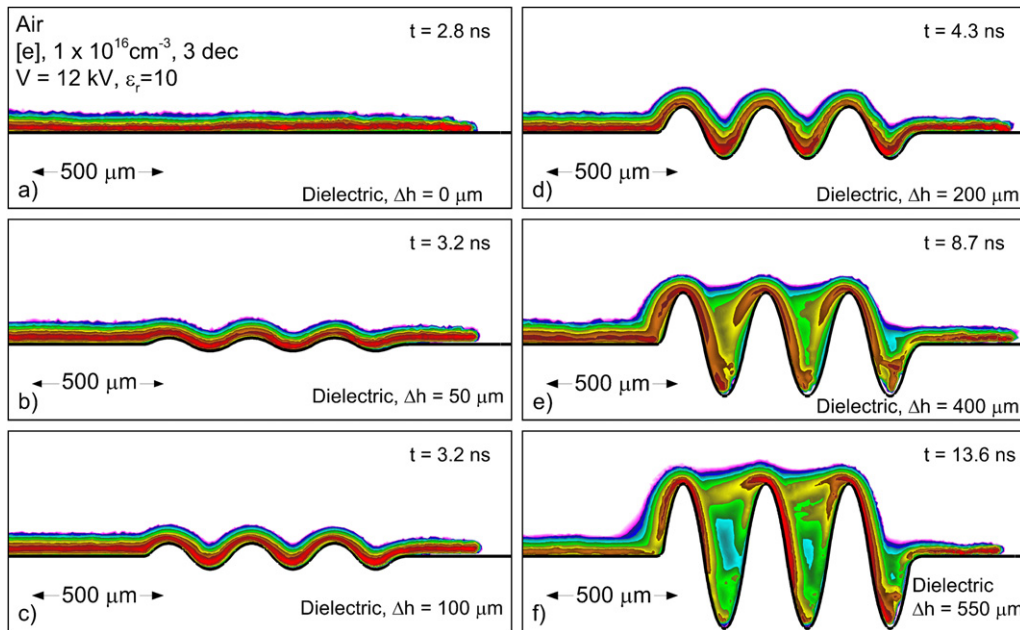 Air
[e], 1 x 10¹⁶cm⁻³, 3 dec
V = 12 kV, εᵣ=10
t = 2.8 ns
500 μm
a)
Dielectric, Δh = 0 μm
t = 3.2 ns
500 μm
b)
Dielectric, Δh = 50 μm
t = 3.2 ns
500 μm
c)
Dielectric, Δh = 100 μm
t = 4.3 ns
500 μm
d)
Dielectric, Δh = 200 μm
t = 8.7 ns
500 μm
e)
Dielectric, Δh = 400 μm
t = 13.6 ns
500 μm
f)
Dielectric
Δh = 550 μm